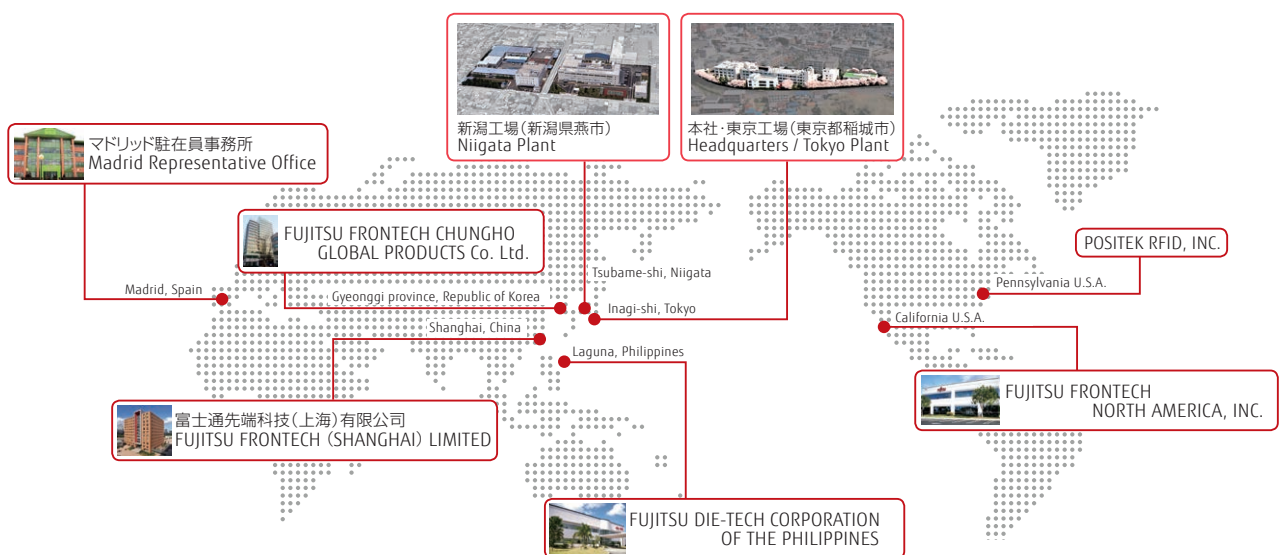 新潟工場(新潟県燕市)
Niigata Plant
本社・東京工場(東京都稲城市)
Headquarters / Tokyo Plant
マドリッド駐在員事務所
Madrid Representative Office
FUJITSU FRONTECH CHUNGHO
GLOBAL PRODUCTS Co. Ltd.
POSITEK RFID, INC.
Tsubame-shi, Niigata
Madrid, Spain
Gyeonggi province, Republic of Korea
Inagi-shi, Tokyo
Pennsylvania U.S.A.
Shanghai, China
California U.S.A.
Laguna, Philippines
富士通先端科技(上海)有限公司
FUJITSU FRONTECH (SHANGHAI) LIMITED
FUJITSU FRONTECH
NORTH AMERICA, INC.
FUJITSU DIE-TECH CORPORATION
OF THE PHILIPPINES